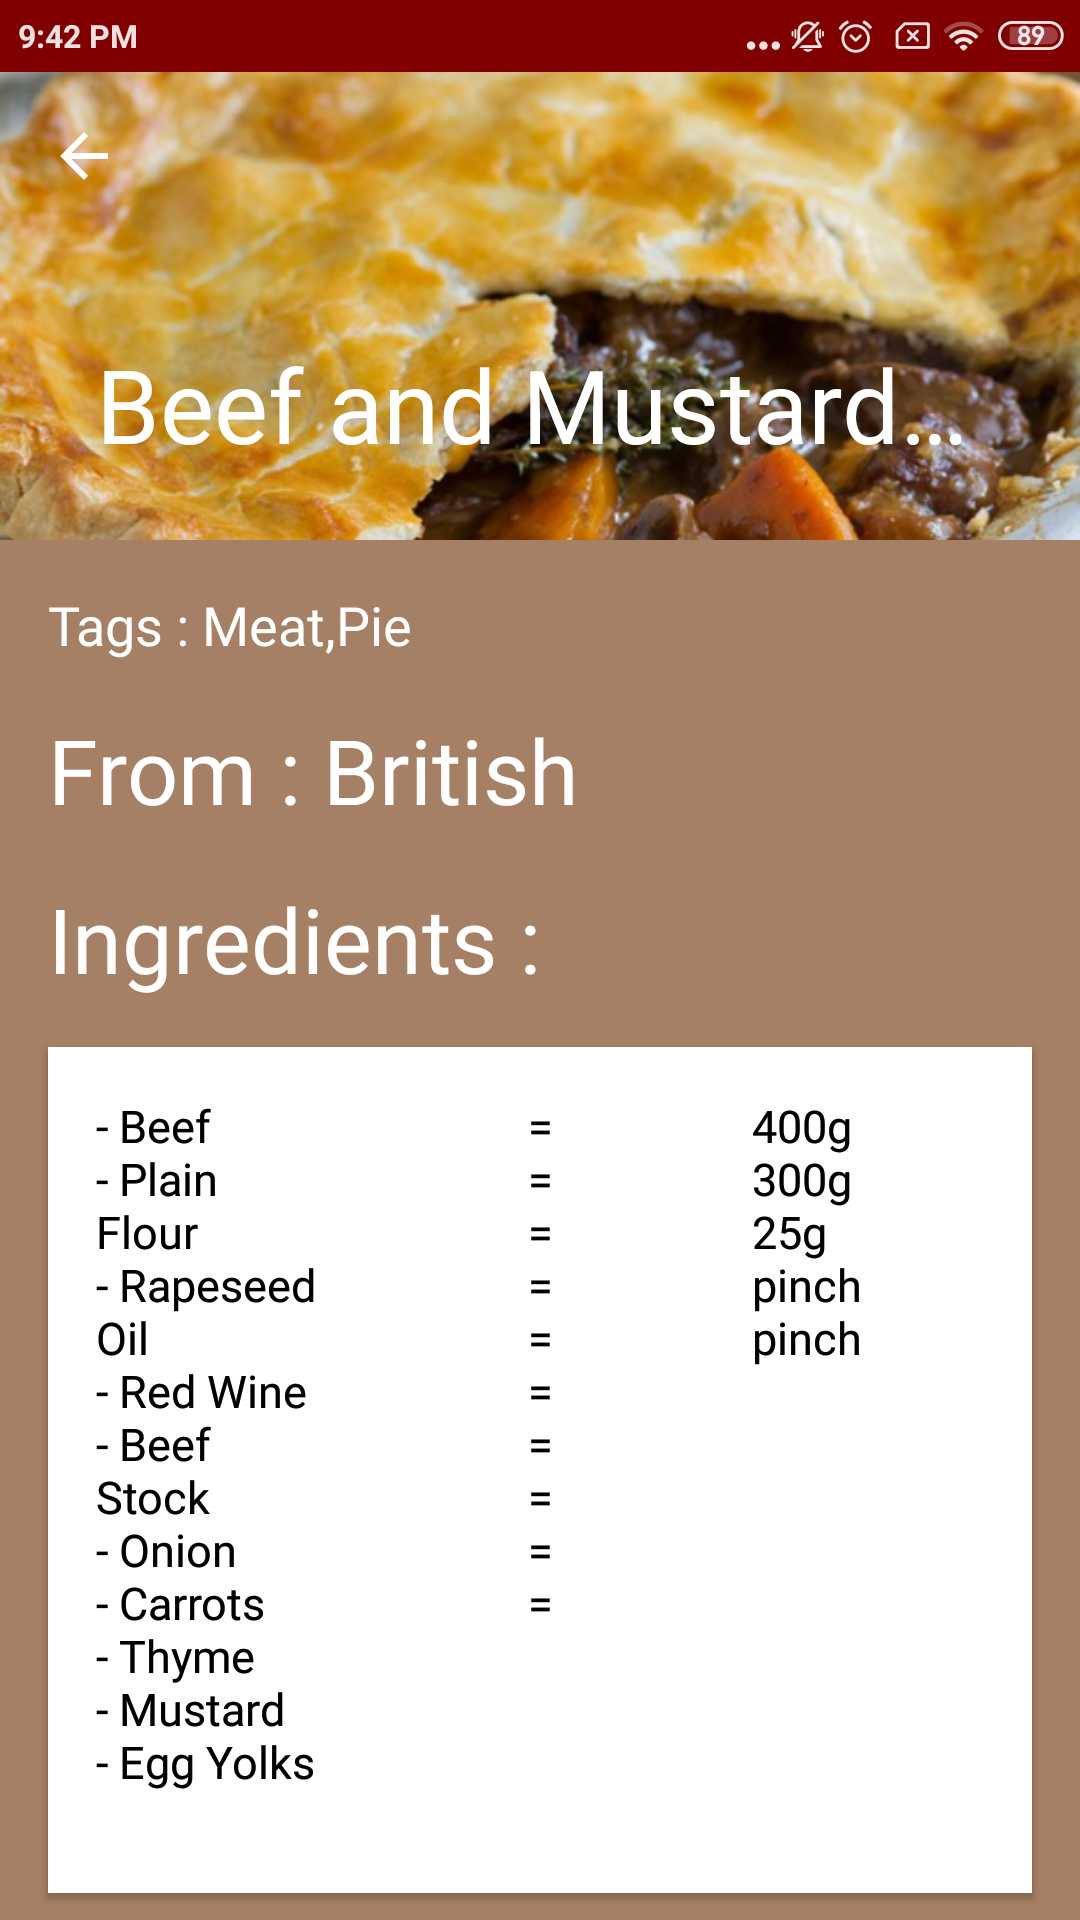 9:42 PM 89
Beef and Mustard...
Tags : Meat,Pie
From : British
Ingredients :
- Beef = 400g
- Plain = 300g
Flour = 25g
- Rapeseed = pinch
Oil = pinch
- Red Wine =
- Beef =
Stock =
- Onion =
- Carrots =
- Thyme
- Mustard
- Egg Yolks